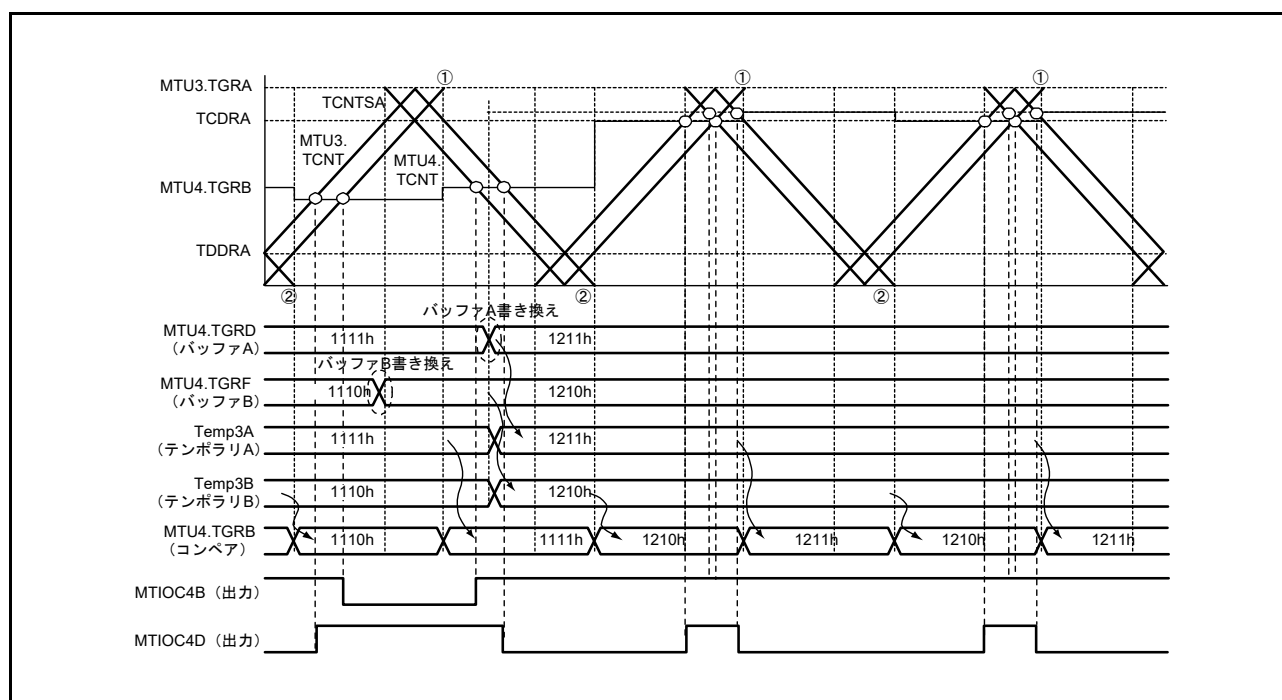 MTU3.TGRA
①
①
①
TCNTSA
TCDRA
MTU3.
TCNT
MTU4.
TCNT
MTU4.TGRB
TDDRA
②
②
②
バッファA書き換え
MTU4.TGRD
(バッファA)
1111h
1211h
バッファB書き換え
MTU4.TGRF
(バッファB)
1110h
1210h
Temp3A
(テンポラリA)
1111h
1211h
Temp3B
(テンポラリB)
1110h
1210h
MTU4.TGRB
(コンペア)
1110h
1111h
1210h
1211h
1210h
1211h
MTIOC4B(出力)
MTIOC4D(出力)